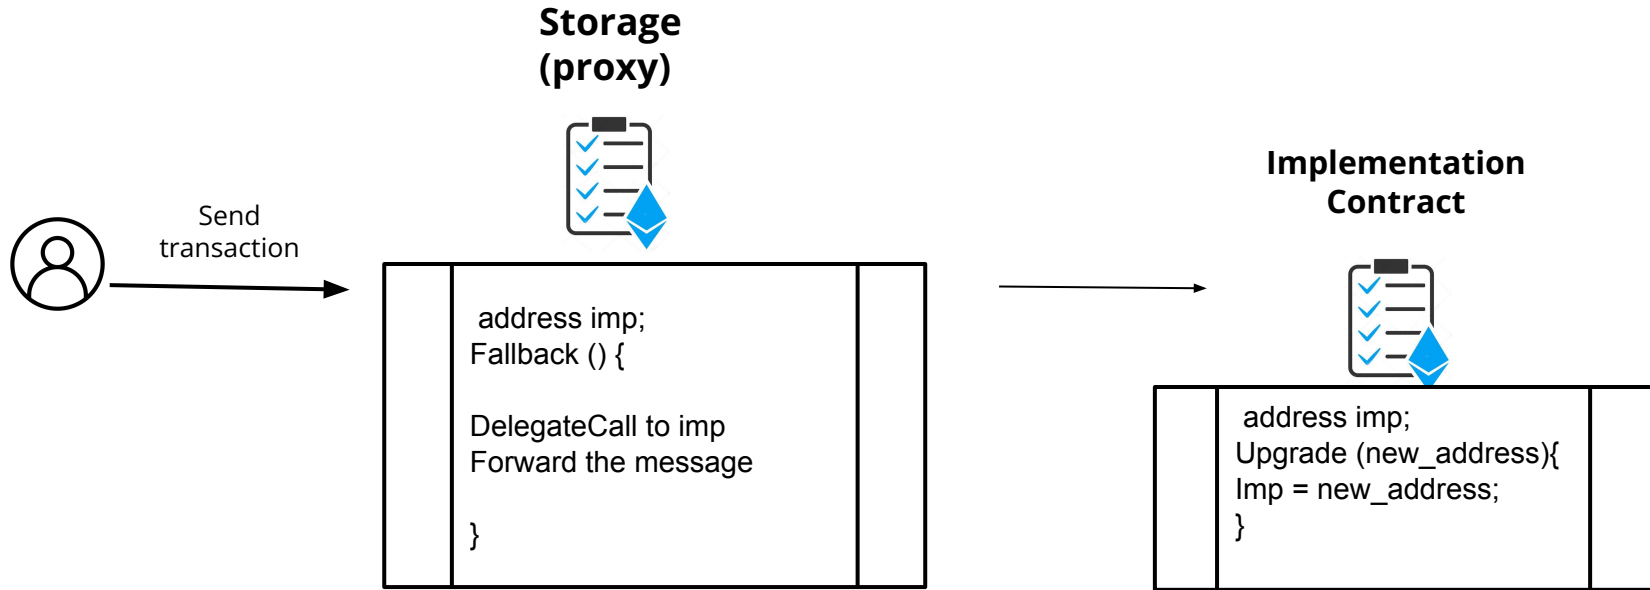 Storage
(proxy)
Send
transaction
address imp;
Fallback () {
DelegateCall to imp
Forward the message
}
Implementation
Contract
address imp;
Upgrade (new_address){
Imp = new_address;
}